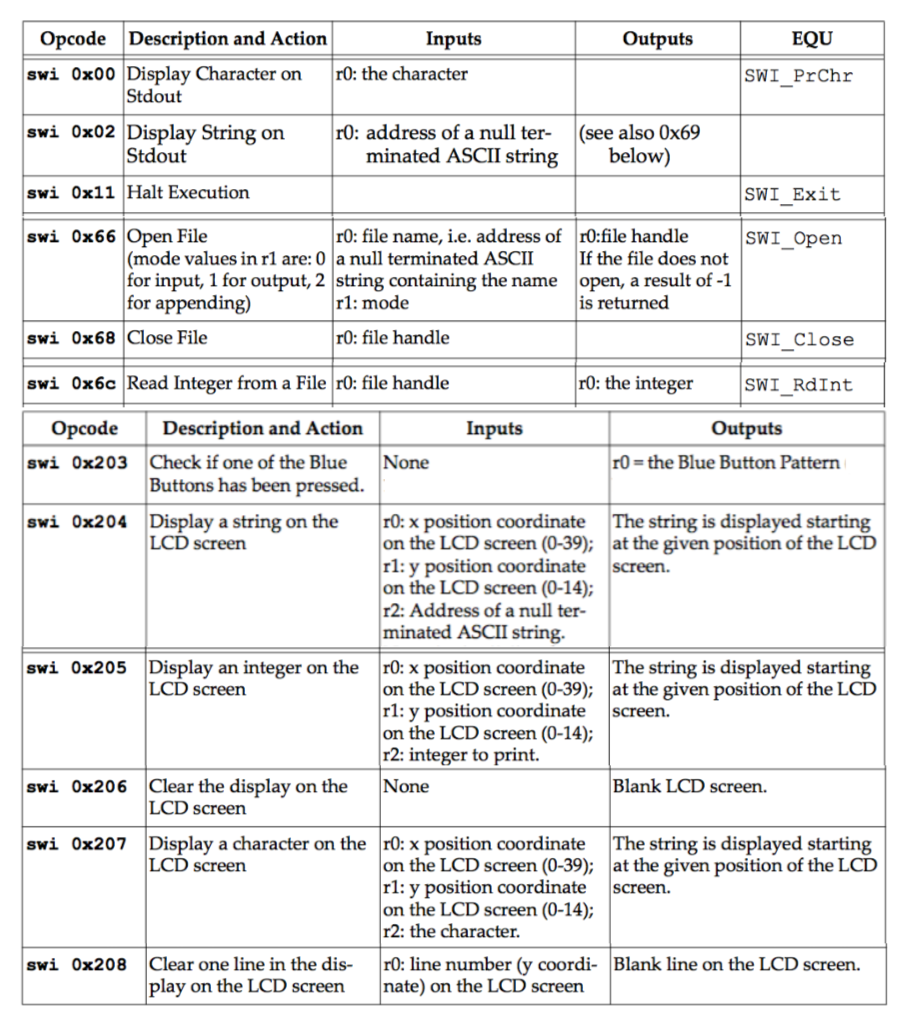 Opcode Description and Action Inputs Outputs EQU
swi 0x00 Display Character on r0: the character SWI_PrChr
Stdout
swi 0x02 Display String on r0: address of a null ter- (see also 0x69
Stdout minated ASCII string below)
swi 0x11 Halt Execution SWI_Exit
swi 0x66 Open File r0: file name, i.e. address of r0:file handle SWI_Open
(mode values in r1 are: 0 a null terminated ASCII If the file does not
for input, 1 for output, 2 string containing the name open, a result of -1
for appending) r1: mode is returned
swi 0x68 Close File r0: file handle SWI_Close
swi 0x6c Read Integer from a File r0: file handle r0: the integer SWI_RdInt
Opcode Description and Action Inputs Outputs
swi 0x203 Check if one of the Blue None r0 = the Blue Button Pattern
Buttons has been pressed.
swi 0x204 Display a string on the r0: x position coordinate The string is displayed starting
LCD screen on the LCD screen (0-39); at the given position of the LCD
r1: y position coordinate screen.
on the LCD screen (0-14);
r2: Address of a null ter-
minated ASCII string.
swi 0x205 Display an integer on the r0: x position coordinate The string is displayed starting
LCD screen on the LCD screen (0-39); at the given position of the LCD
r1: y position coordinate screen.
on the LCD screen (0-14);
r2: integer to print.
swi 0x206 Clear the display on the None Blank LCD screen.
LCD screen
swi 0x207 Display a character on the r0: x position coordinate The string is displayed starting
LCD screen on the LCD screen (0-39); at the given position of the LCD
r1: y position coordinate screen.
on the LCD screen (0-14);
r2: the character.
swi 0x208 Clear one line in the dis- r0: line number (y coordi- Blank line on the LCD screen.
play on the LCD screen nate) on the LCD screen